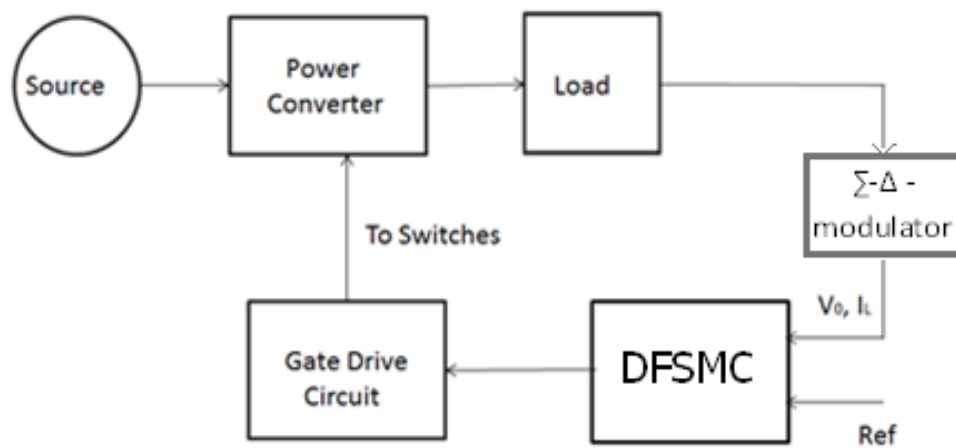 Source
Power
Converter
Load
∑-Δ -
modulator
To Switches
V₀, I_L
Gate Drive
Circuit
DFSMC
Ref